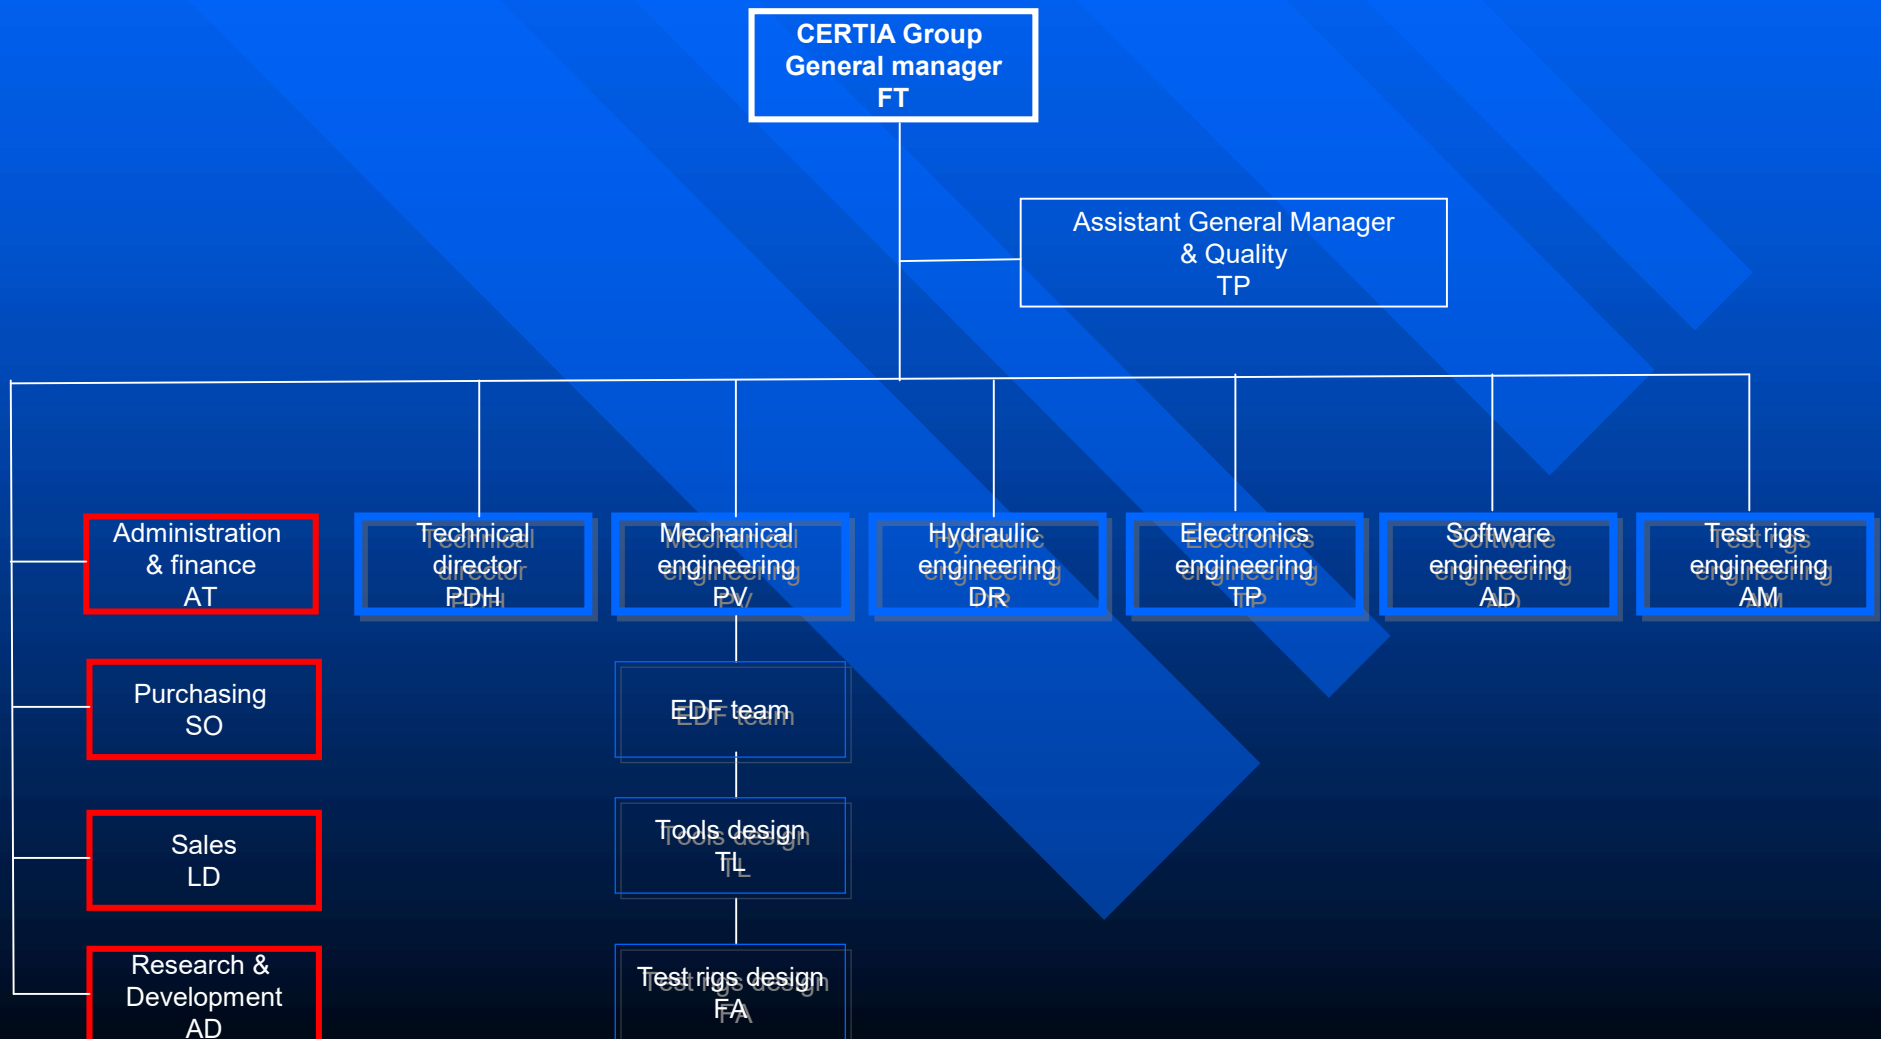 CERTIA Group
General manager
FT
Assistant General Manager
& Quality
TP
Administration
& finance
AT
Technical
director
PDH
Mechanical
engineering
PV
Hydraulic
engineering
DR
Electronics
engineering
TP
Software
engineering
AD
Test rigs
engineering
AM
Purchasing
SO
EDF team
Sales
LD
Tools design
TL
Research &
Development
AD
Test rigs design
FA